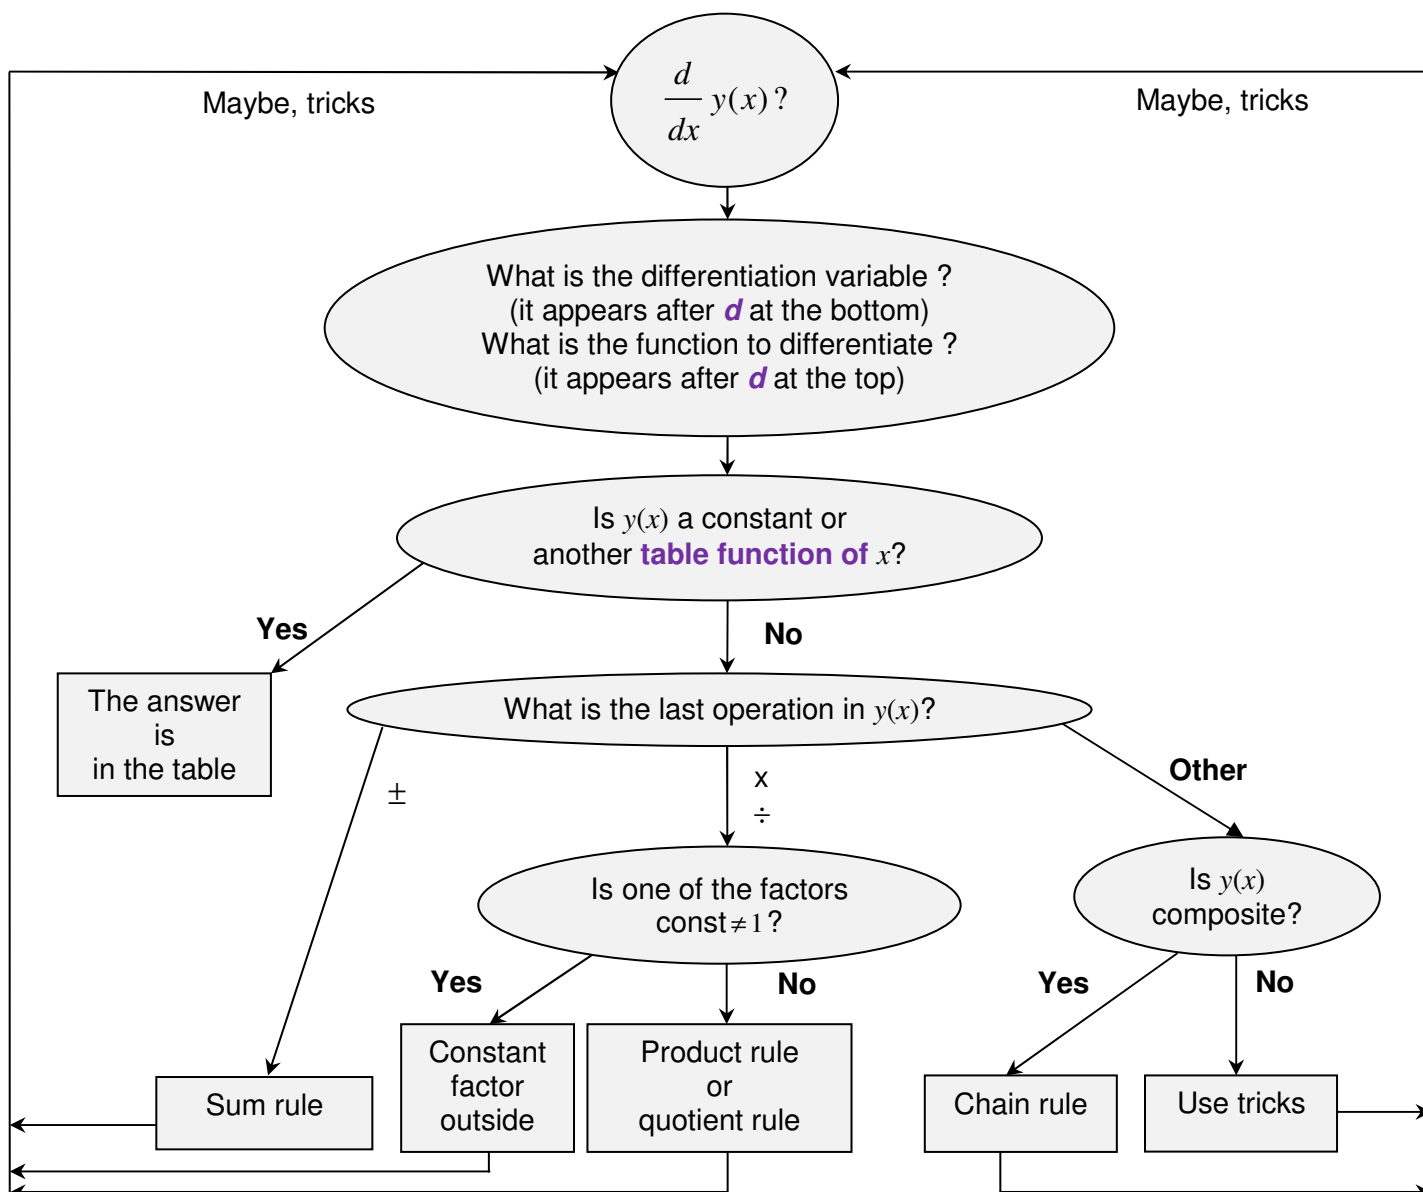 d
dx y(x) ?
Maybe, tricks
Maybe, tricks
What is the differentiation variable ?
(it appears after d at the bottom)
What is the function to differentiate ?
(it appears after d at the top)
Is y(x) a constant or
another table function of x?
Yes
No
The answer
is
in the table
What is the last operation in y(x)?
±
x
÷
Other
Is one of the factors
const ≠ 1 ?
Is y(x)
composite?
Yes
No
Yes
No
Sum rule
Constant
factor
outside
Product rule
or
quotient rule
Chain rule
Use tricks